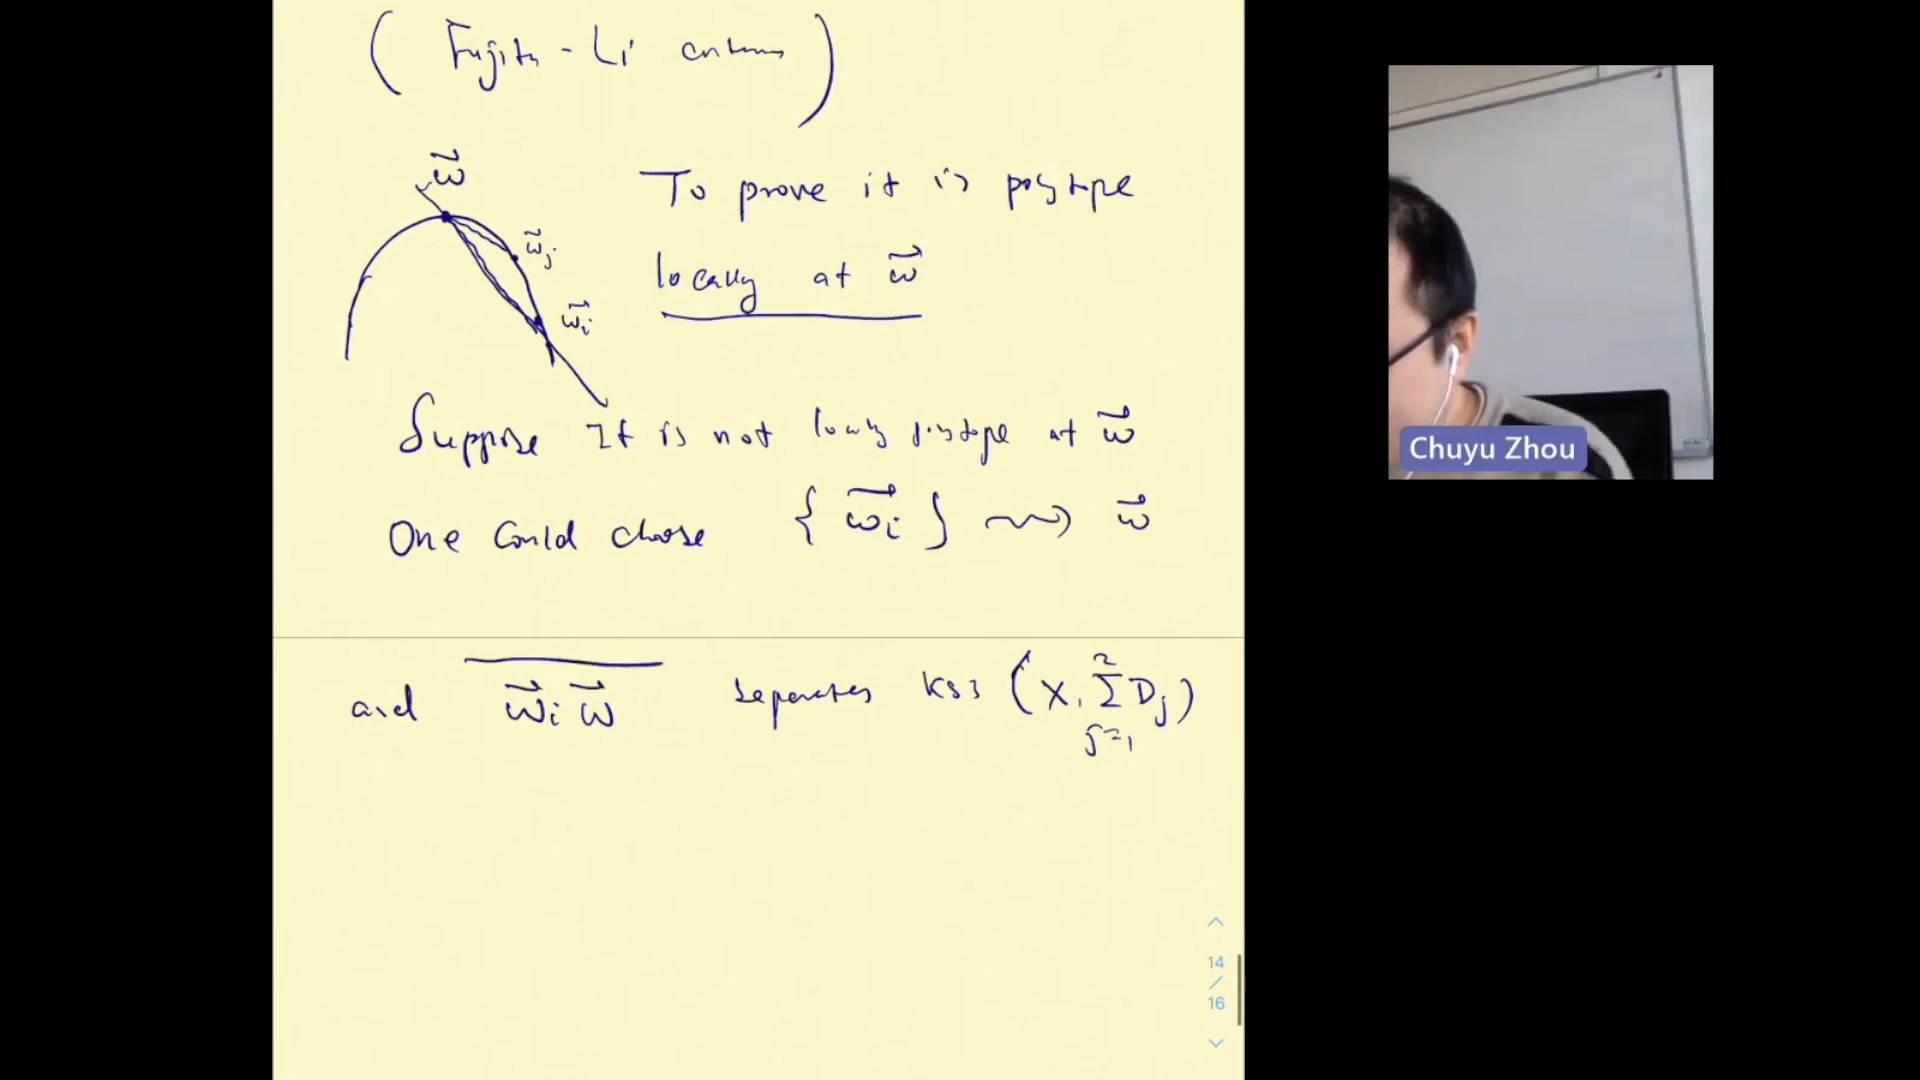 ( Fujita - Li criterion )
w⃗
w⃗j
w⃗i
To prove it is polytope
locally at w⃗
Suppose It is not locally polytope at w⃗
One could choose { w⃗i } ⇝ w⃗
and w⃗i w⃗ separates Kss (X, Σ²ⱼ₌₁ Dj)
14
/
16
Chuyu Zhou